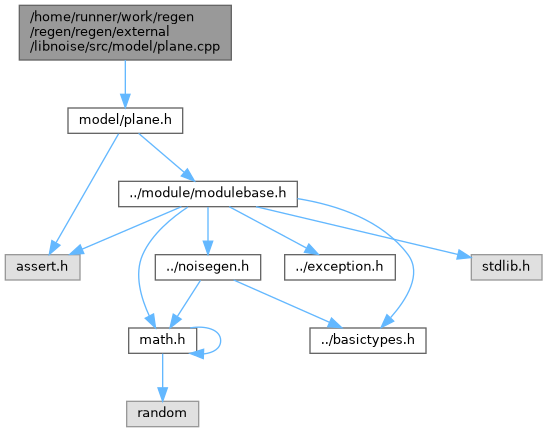 /home/runner/work/regen
/regen/regen/external
/libnoise/src/model/plane.cpp
model/plane.h
../module/modulebase.h
assert.h
../noisegen.h
../exception.h
stdlib.h
math.h
../basictypes.h
random